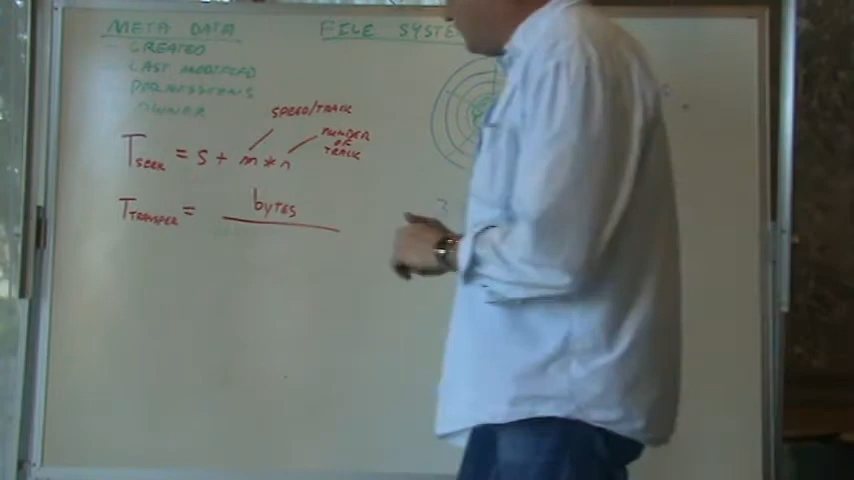 META DATA
CREATED
LAST MODIFIED
PERMISSIONS
OWNER
FILE SYSTE
SPEED/TRACK
NUMBER
OF
TRACK
TSEEK = S + m * n
TTRANSFER = bytes
?